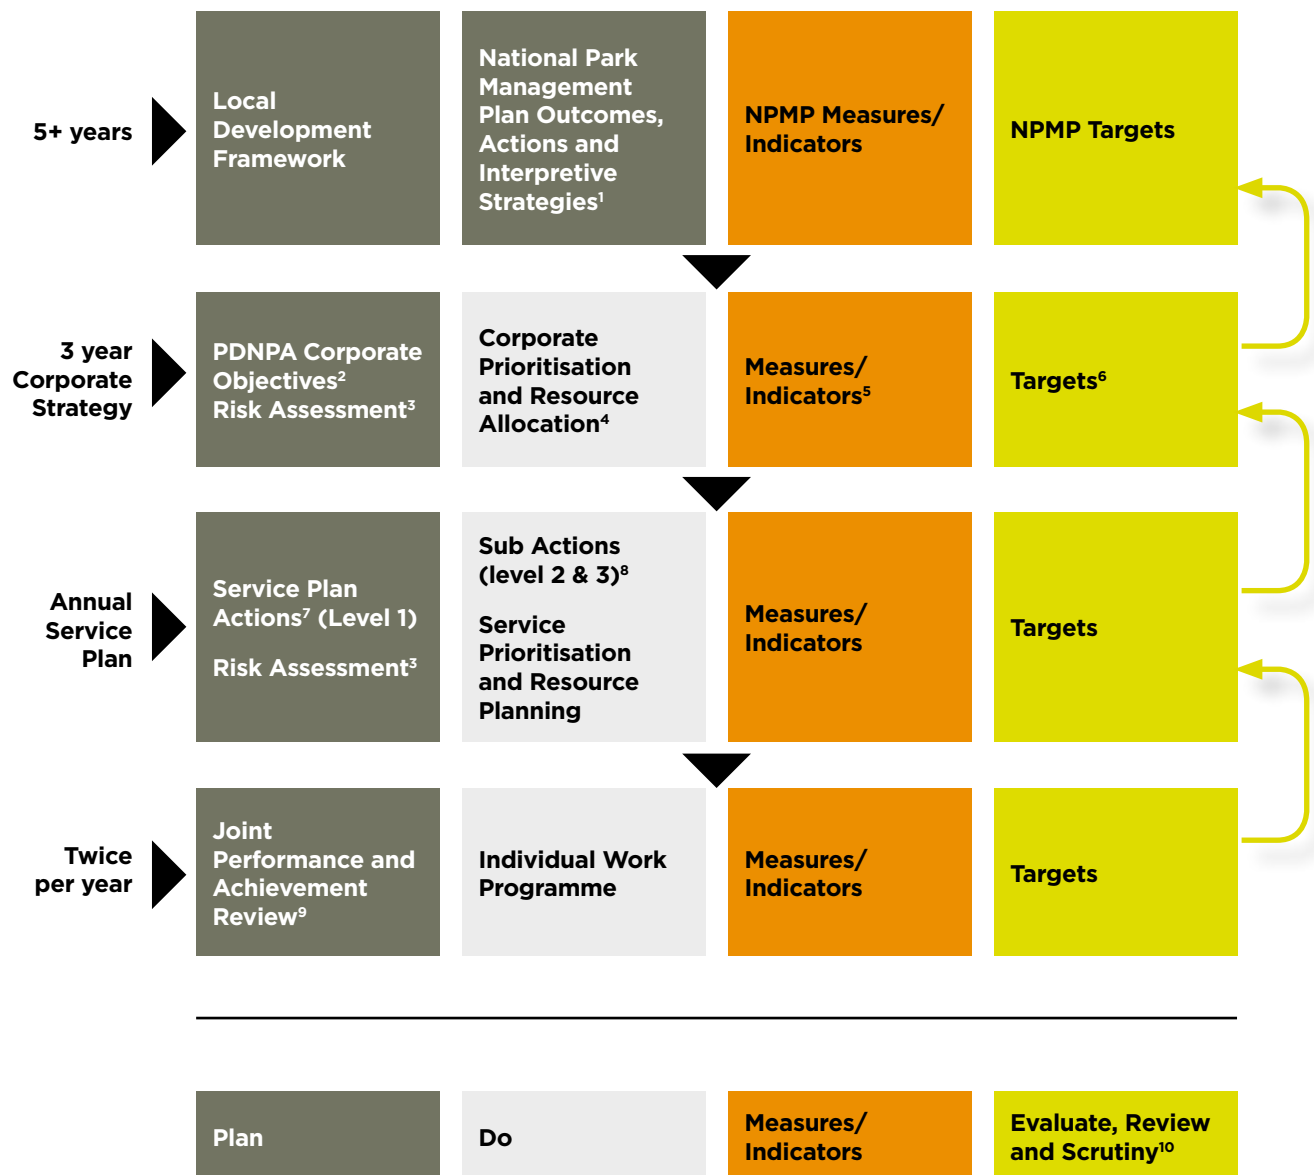 5+ years
Local
Development
Framework
National Park
Management
Plan Outcomes,
Actions and
Interpretive
Strategies¹
NPMP Measures/
Indicators
NPMP Targets
3 year
Corporate
Strategy
PDNPA Corporate
Objectives²
Risk Assessment³
Corporate
Prioritisation
and Resource
Allocation⁴
Measures/
Indicators⁵
Targets⁶
Annual
Service
Plan
Service Plan
Actions⁷ (Level 1)
Risk Assessment³
Sub Actions
(level 2 & 3)⁸
Service
Prioritisation
and Resource
Planning
Measures/
Indicators
Targets
Twice
per year
Joint
Performance and
Achievement
Review⁹
Individual Work
Programme
Measures/
Indicators
Targets
Plan
Do
Measures/
Indicators
Evaluate, Review
and Scrutiny¹⁰